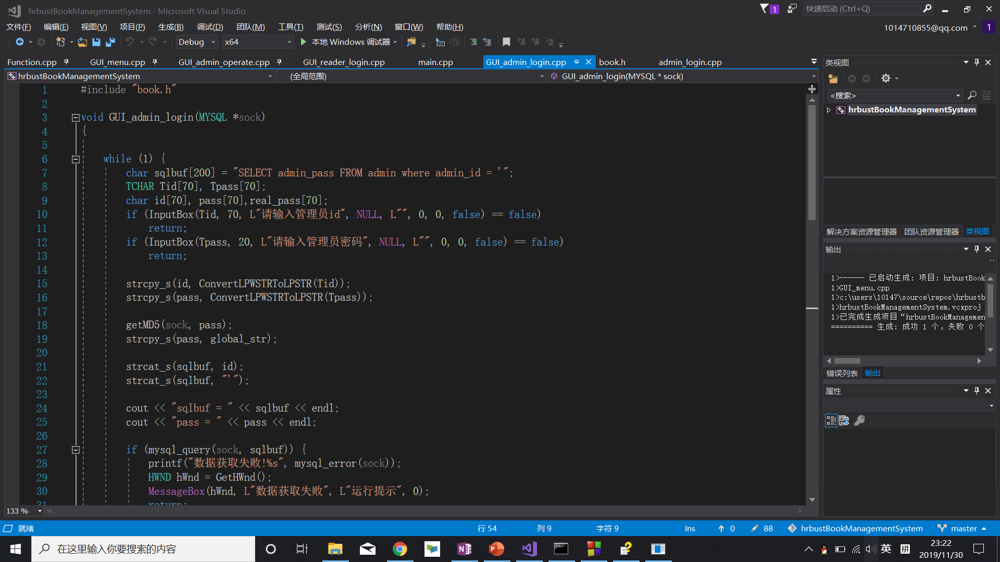 hrbustBookManagementSystem - Microsoft Visual Studio
1
快速启动 (Ctrl+Q)
文件(F) 编辑(E) 视图(V) 项目(P) 生成(B) 调试(D) 团队(M) 工具(T) 测试(S) 分析(N) 窗口(W) 帮助(H)
1014710855@qq.com 1
Debug x64 本地 Windows 调试器
Function.cpp GUI_menu.cpp GUI_admin_operate.cpp GUI_reader_login.cpp main.cpp GUI_admin_login.cpp book.h admin_login.cpp
hrbustBookManagementSystem (全局范围) GUI_admin_login(MYSQL * sock)
1 #include "book.h"
2
3 void GUI_admin_login(MYSQL *sock)
4 {
5
6 while (1) {
7 char sqlbuf[200] = "SELECT admin_pass FROM admin where admin_id = '";
8 TCHAR Tid[70], Tpass[70];
9 char id[70], pass[70],real_pass[70];
10 if (InputBox(Tid, 70, L"请输入管理员id", NULL, L"", 0, 0, false) == false)
11 return;
12 if (InputBox(Tpass, 20, L"请输入管理员密码", NULL, L"", 0, 0, false) == false)
13 return;
14
15 strcpy_s(id, ConvertLPWSTRToLPSTR(Tid));
16 strcpy_s(pass, ConvertLPWSTRToLPSTR(Tpass));
17
18 getMD5(sock, pass);
19 strcpy_s(pass, global_str);
20
21 strcat_s(sqlbuf, id);
22 strcat_s(sqlbuf, "'");
23
24 cout << "sqlbuf = " << sqlbuf << endl;
25 cout << "pass = " << pass << endl;
26
27 if (mysql_query(sock, sqlbuf)) {
28 printf("数据获取失败!%s", mysql_error(sock));
29 HWND hWnd = GetHWnd();
30 MessageBox(hWnd, L"数据获取失败", L"运行提示", 0);
31 return;
133 %
类视图
<搜索>
hrbustBookManagementSystem
解决方案资源管理器 团队资源管理器 类视图
输出
1>------ 已启动生成: 项目: hrbustBook
1>GUI_menu.cpp
1>c:\users\10147\source\repos\hrbustb
1>hrbustBookManagementSystem.vcxproj
1>已完成生成项目“hrbustBookManagemen
========== 生成: 成功 1 个，失败 0 个
错误列表 输出
属性
就绪 行 54 列 9 字符 9 Ins 0 88 hrbustBookManagementSystem master
在这里输入你要搜索的内容
英 拼
23:22
2019/11/30